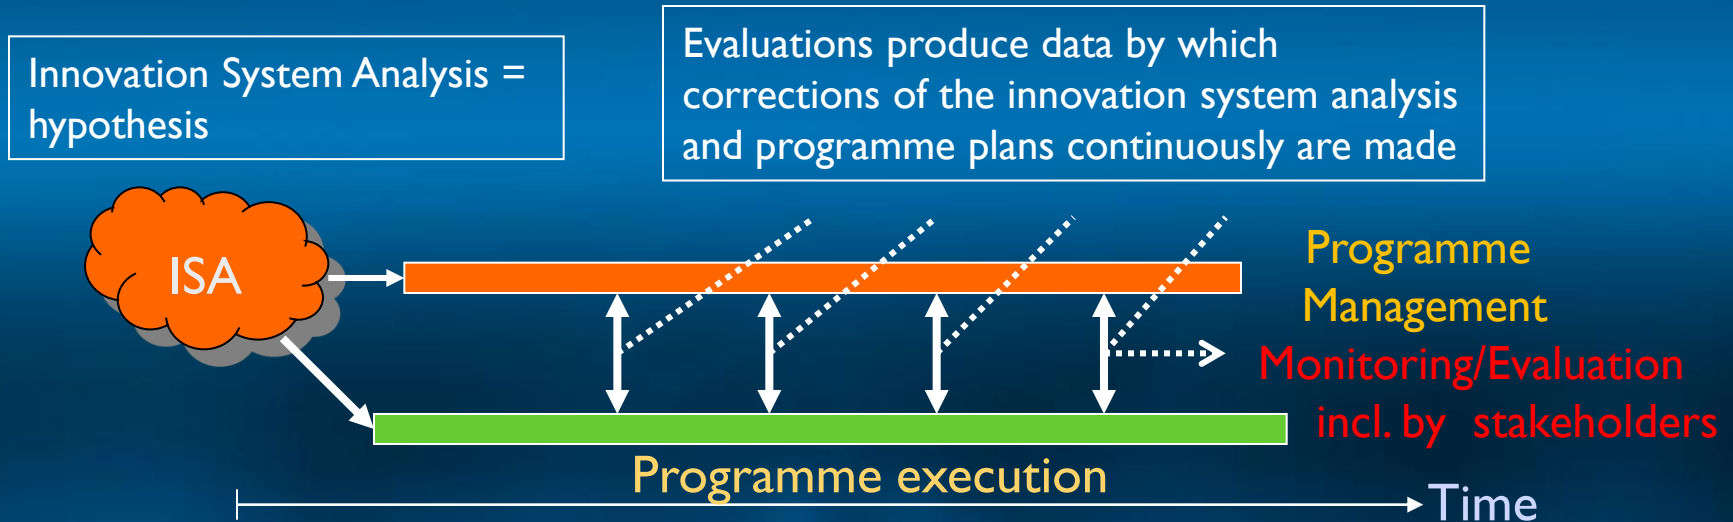 Innovation System Analysis =
hypothesis
Evaluations produce data by which
corrections of the innovation system analysis
and programme plans continuously are made
ISA
Programme
Management
Monitoring/Evaluation
incl. by stakeholders
Programme execution
Time